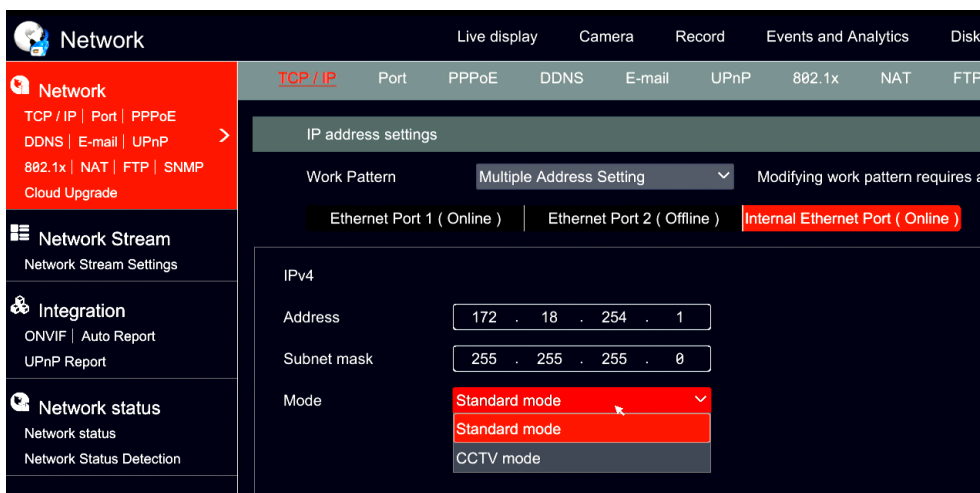 Network
Live display Camera Record Events and Analytics Disk
Network
TCP / IP | Port | PPPoE
DDNS | E-mail | UPnP
802.1x | NAT | FTP | SNMP
Cloud Upgrade
Network Stream
Network Stream Settings
Integration
ONVIF | Auto Report
UPnP Report
Network status
Network status
Network Status Detection
TCP / IP Port PPPoE DDNS E-mail UPnP 802.1x NAT FTP
IP address settings
Work Pattern Multiple Address Setting Modifying work pattern requires a
Ethernet Port 1 ( Online ) Ethernet Port 2 ( Offline ) Internal Ethernet Port ( Online )
IPv4
Address 172 . 18 . 254 . 1
Subnet mask 255 . 255 . 255 . 0
Mode Standard mode
Standard mode
CCTV mode